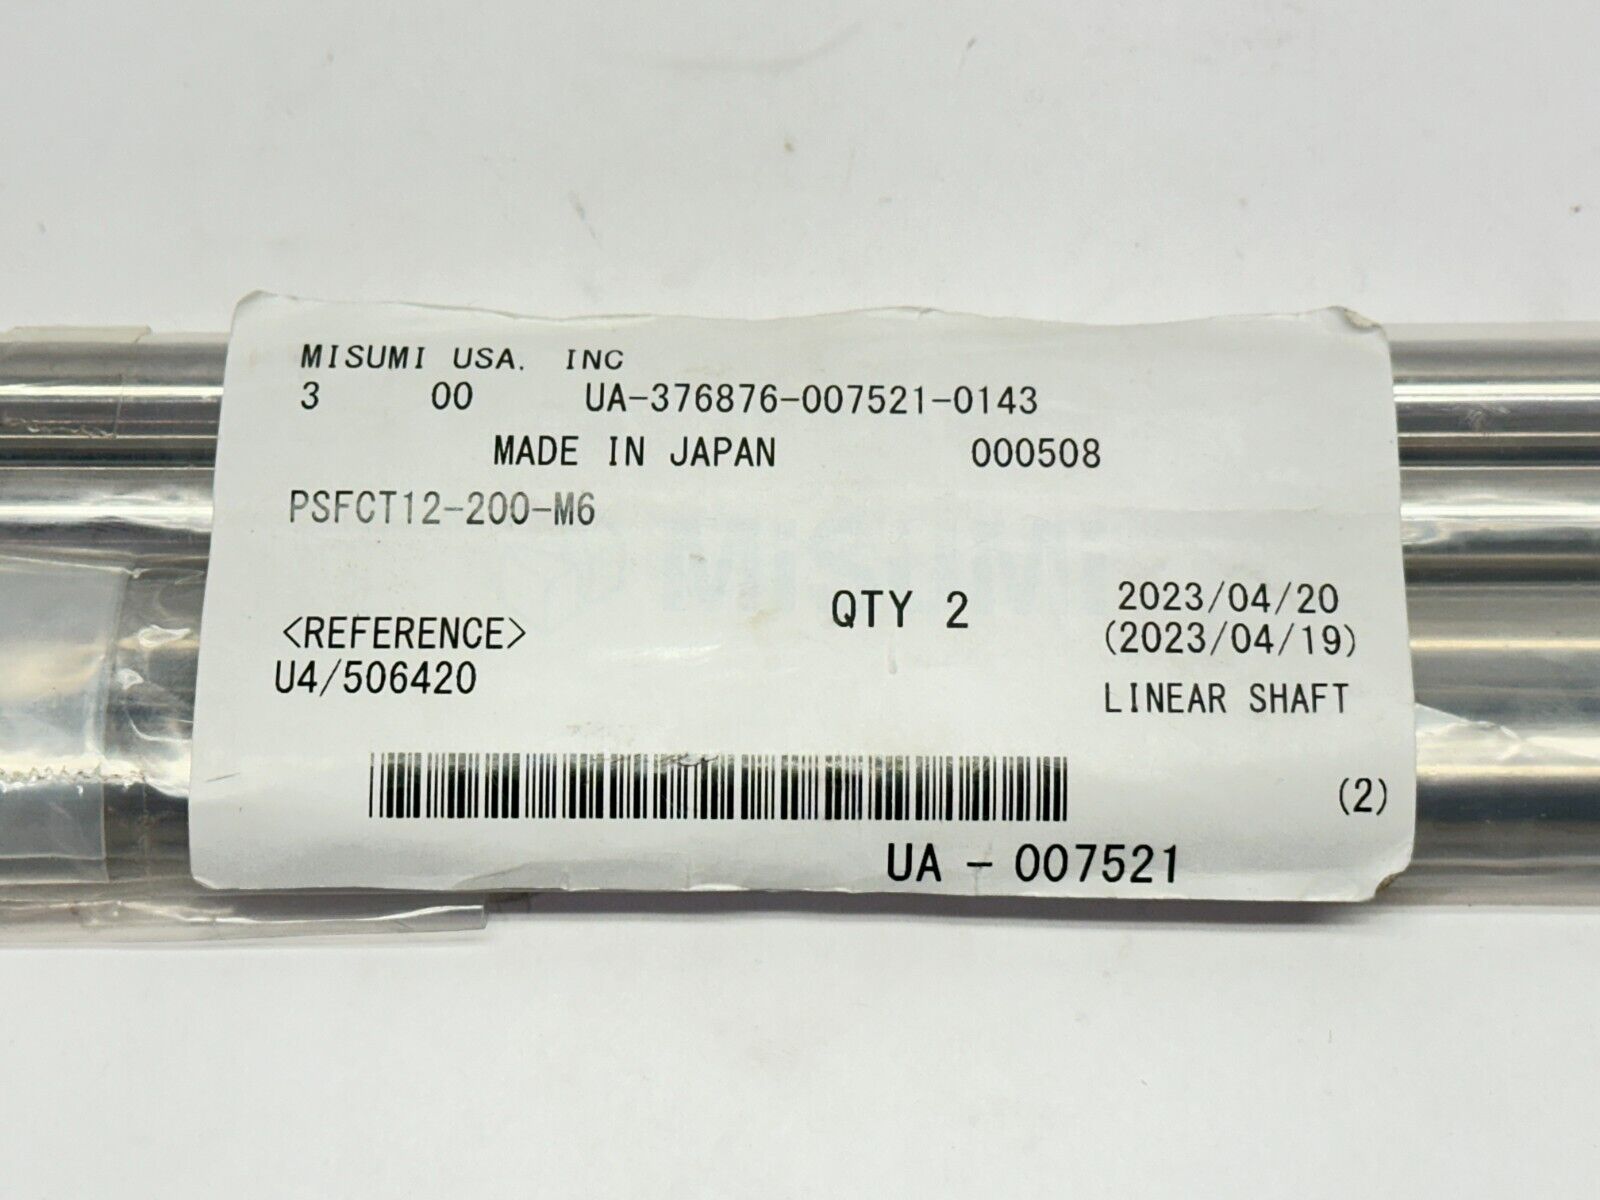 MISUMI USA. INC
3 00 UA-376876-007521-0143
MADE IN JAPAN 000508
PSFCT12-200-M6
QTY 2 2023/04/20
<REFERENCE> (2023/04/19)
U4/506420 LINEAR SHAFT
(2)
UA - 007521